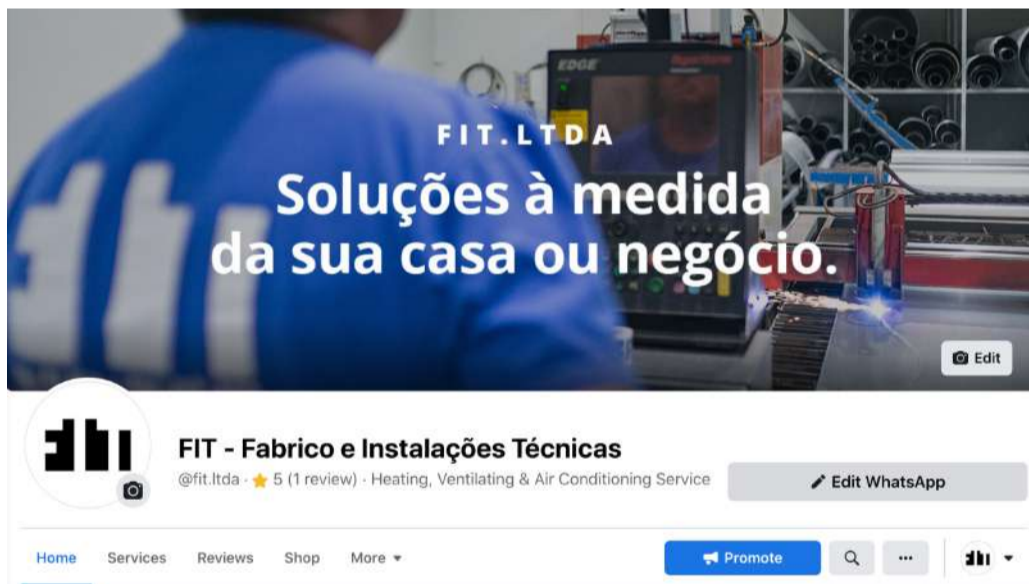 EDGE
FIT.LTDA
Soluções à medida
da sua casa ou negócio.
Edit
FIT - Fabrico e Instalações Técnicas
@fit.ltda · 5 (1 review) · Heating, Ventilating & Air Conditioning Service
Edit WhatsApp
Home Services Reviews Shop More
Promote